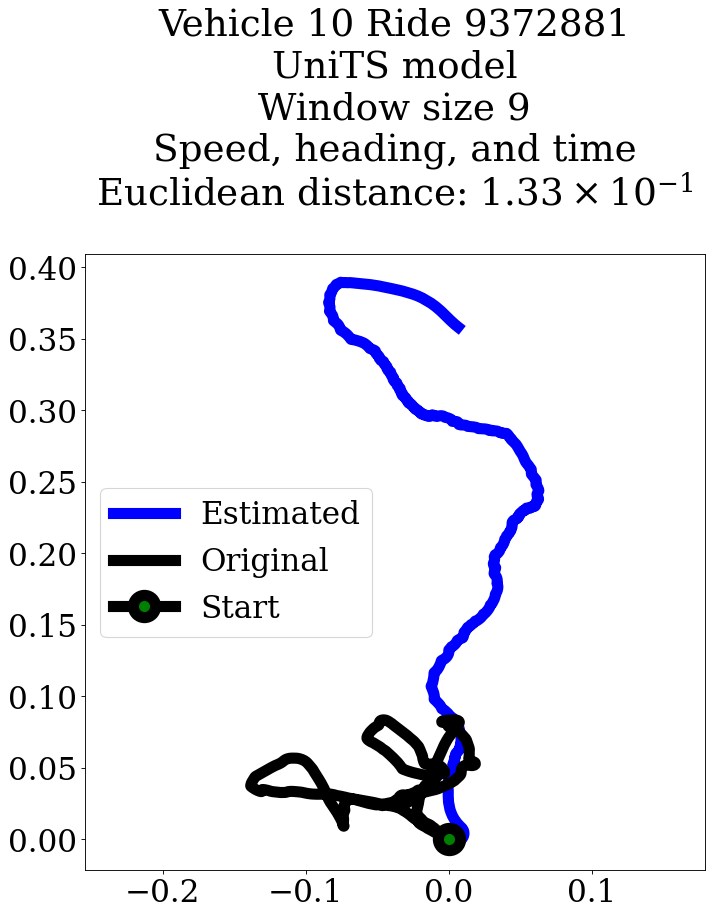 Vehicle 10 Ride 9372881
UniTS model
Window size 9
Speed, heading, and time
Euclidean distance: 1.33 × 10⁻¹
0.40
0.35
0.30
0.25
0.20
0.15
0.10
0.05
0.00
Estimated
Original
Start
−0.2
−0.1
0.0
0.1